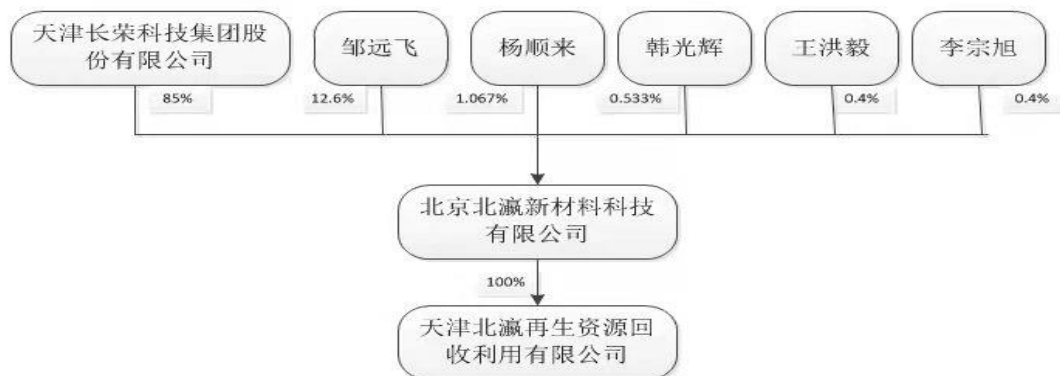 天津长荣科技集团股
份有限公司
邹远飞
杨顺来
韩光辉
王洪毅
李宗旭
85%
12.6%
1.067%
0.533%
0.4%
0.4%
北京北瀛新材料科技
有限公司
100%
天津北瀛再生资源回
收利用有限公司